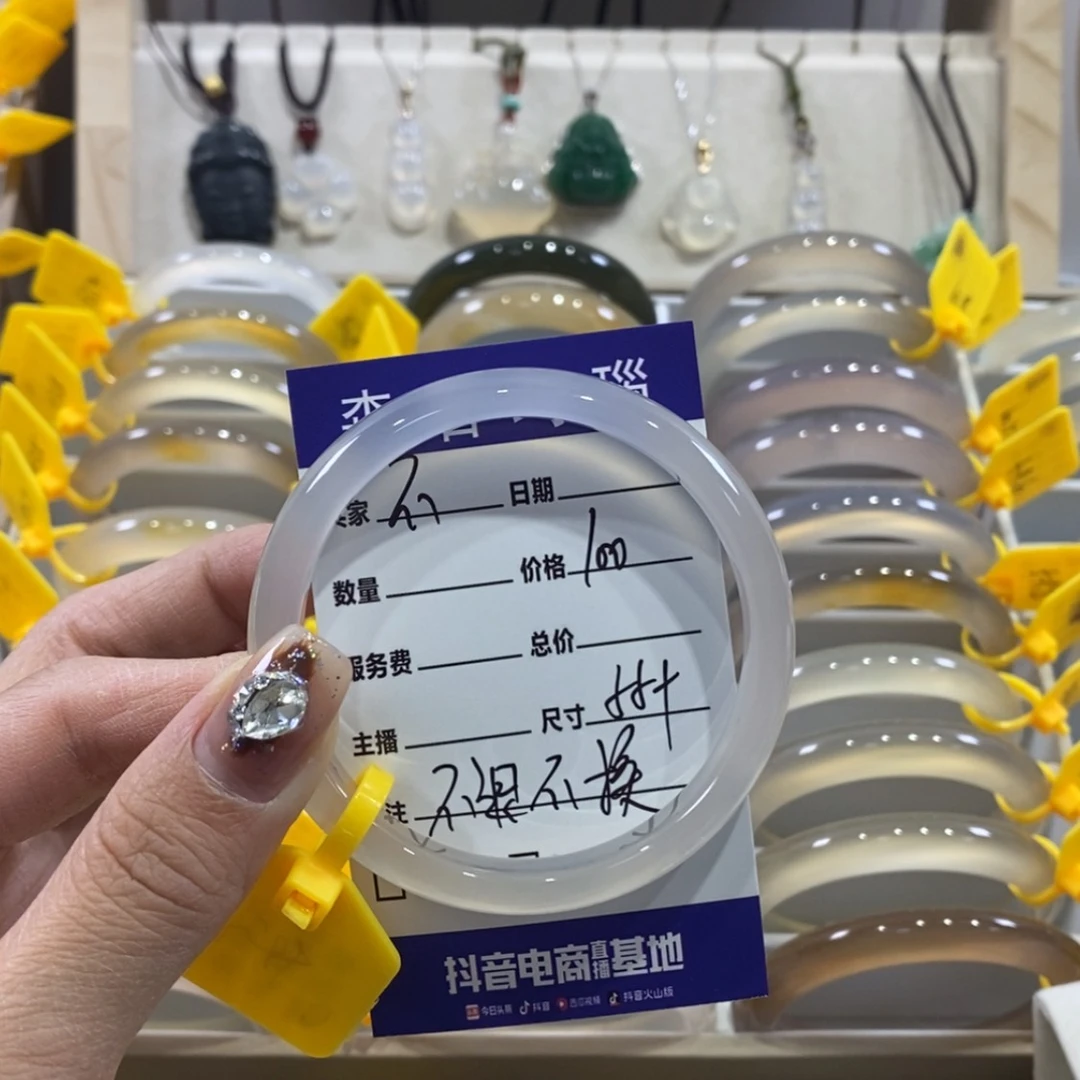 瑙
家 日期
数量 价格 100
服务费 总价
主播 尺寸
注 不退不换
抖音电商直播基地
今日头条 抖音 西瓜视频 抖音火山版